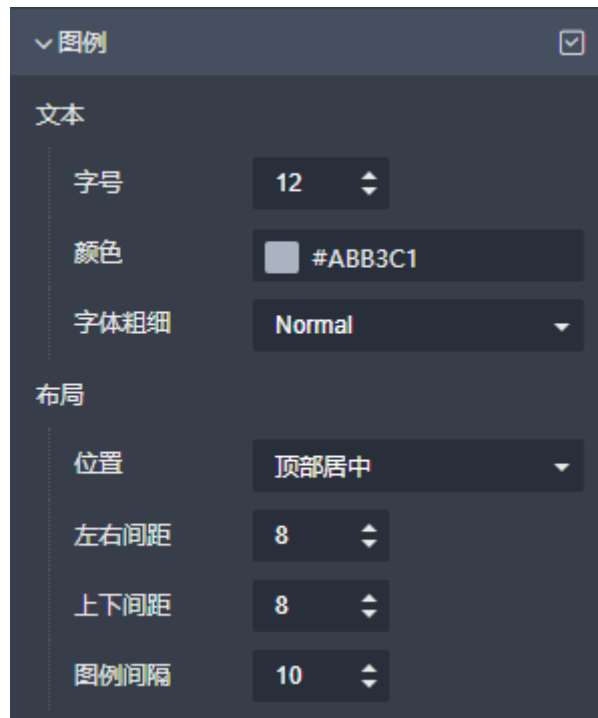 图例
文本
字号 12
颜色 #ABB3C1
字体粗细 Normal
布局
位置 顶部居中
左右间距 8
上下间距 8
图例间隔 10